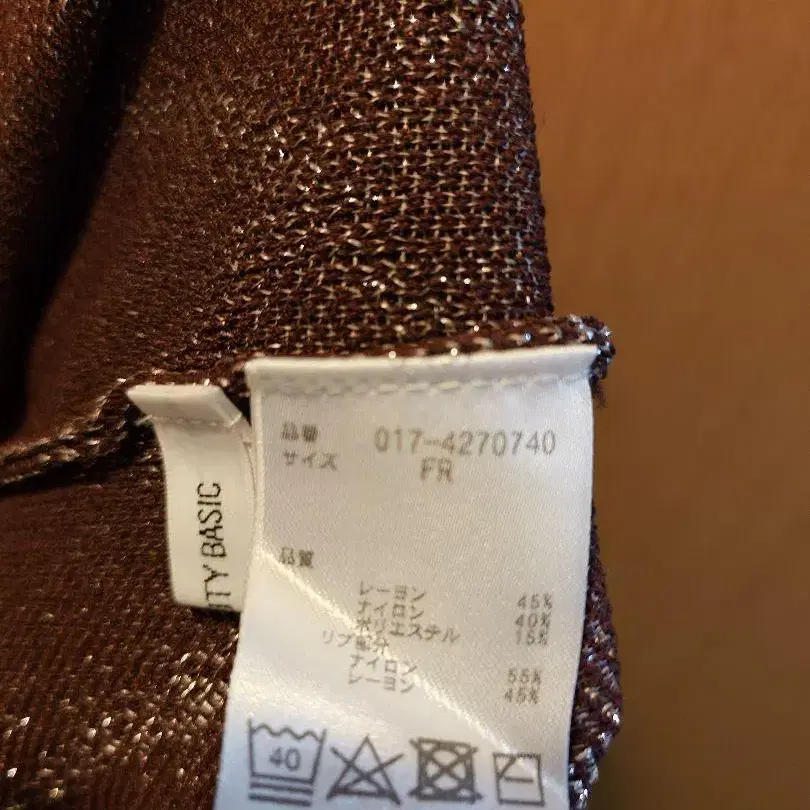 品番 017-4270740
サイズ FR
品質
レーヨン 45%
ナイロン 40%
ポリエステル 15%
リブ部分
ナイロン 55%
レーヨン 45%
40
ITY BASIC